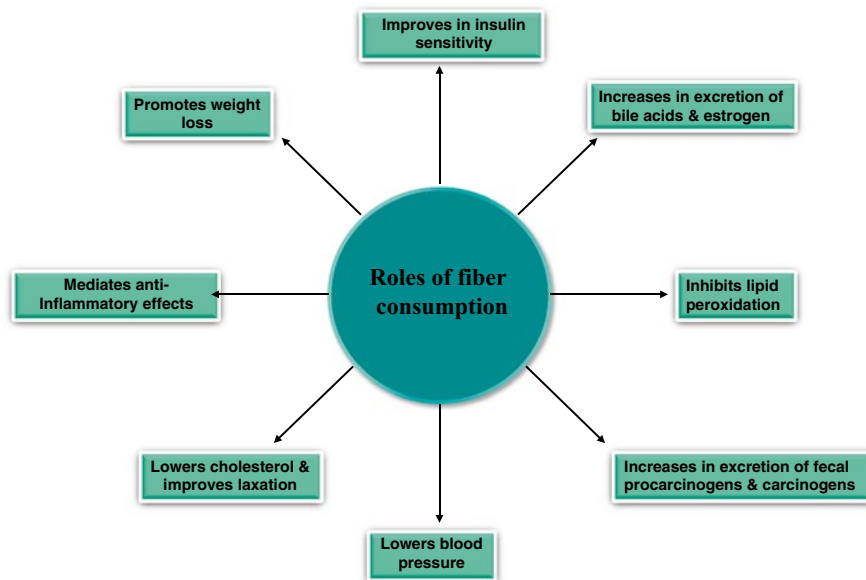 Improves in insulin
sensitivity
Promotes weight
loss
Increases in excretion of
bile acids & estrogen
Roles of fiber
consumption
Mediates anti-
Inflammatory effects
Inhibits lipid
peroxidation
Lowers cholesterol &
improves laxation
Increases in excretion of fecal
procarcinogens & carcinogens
Lowers blood
pressure